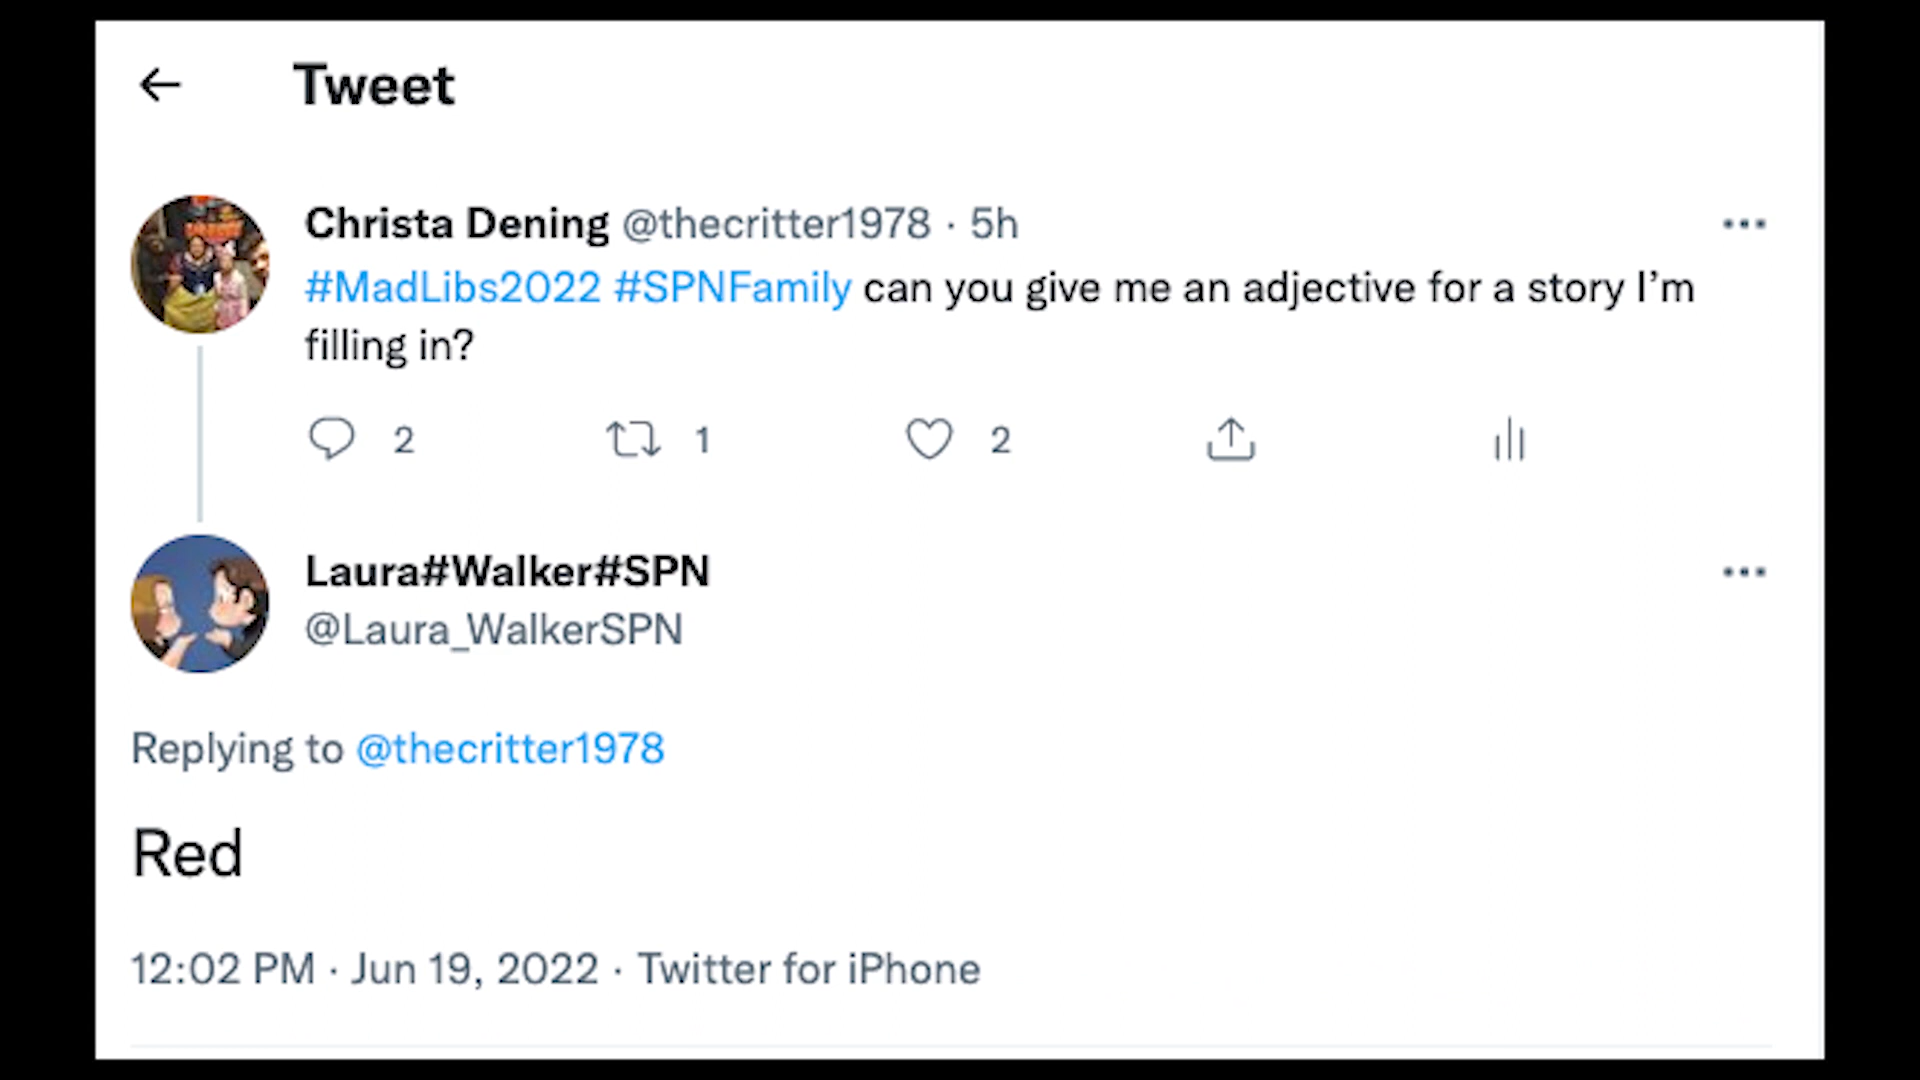 Tweet
Christa Dening @thecritter1978 · 5h
#MadLibs2022 #SPNFamily can you give me an adjective for a story I’m
filling in?
2 1 2
Laura#Walker#SPN
@Laura_WalkerSPN
Replying to @thecritter1978
Red
12:02 PM · Jun 19, 2022 · Twitter for iPhone